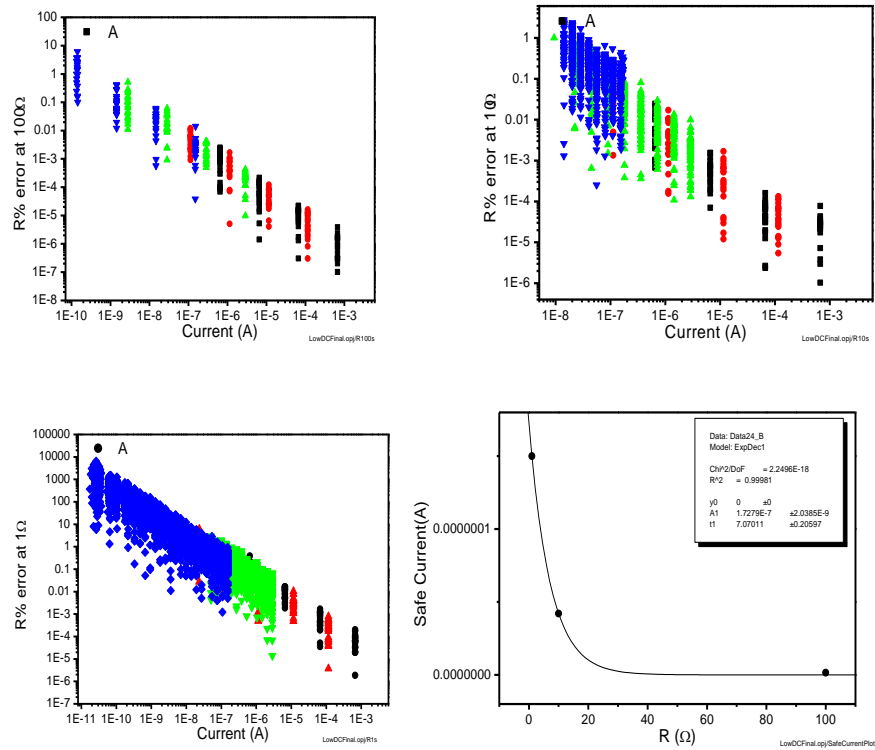 100
10
1
0.1
0.01
1E-3
1E-4
1E-5
1E-6
1E-7
1E-8
R% error at 100Ω
A
1E-10 1E-9 1E-8 1E-7 1E-6 1E-5 1E-4 1E-3
Current (A)
LowDCFinal.opj/R100s
1
0.1
0.01
1E-3
1E-4
1E-5
1E-6
R% error at 10Ω
A
1E-8 1E-7 1E-6 1E-5 1E-4 1E-3
Current (A)
LowDCFinal.opj/R10s
100000
10000
1000
100
10
1
0.1
0.01
1E-3
1E-4
1E-5
1E-6
1E-7
R% error at 1Ω
A
1E-11 1E-10 1E-9 1E-8 1E-7 1E-6 1E-5 1E-4 1E-3
Current (A)
LowDCFinal.opj/R1s
0.0000001
0.0000000
Safe Current(A)
Data: Data24_B
Model: ExpDec1
Chi^2/DoF = 2.2496E-18
R^2 = 0.99981
y0 0 ±0
A1 1.7279E-7 ±2.0385E-9
t1 7.07011 ±0.20597
0 20 40 60 80 100
R (Ω)
LowDCFinal.opj/SafeCurrentPlot